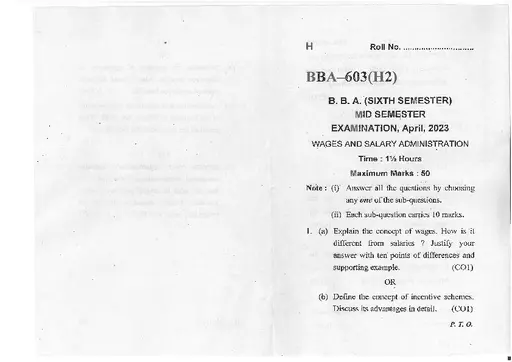 H Roll No. ..............................
BBA–603(H2)
B. B. A. (SIXTH SEMESTER)
MID SEMESTER
EXAMINATION, April, 2023
WAGES AND SALARY ADMINISTRATION
Time : 1½ Hours
Maximum Marks : 50
Note : (i) Answer all the questions by choosing
any one of the sub-questions.
(ii) Each sub-question carries 10 marks.
1. (a) Explain the concept of wages. How is it
different from salaries ? Justify your
answer with ten points of differences and
supporting example. (CO1)
OR
(b) Define the concept of incentive schemes.
Discuss its advantages in detail. (CO1)
P. T. O.